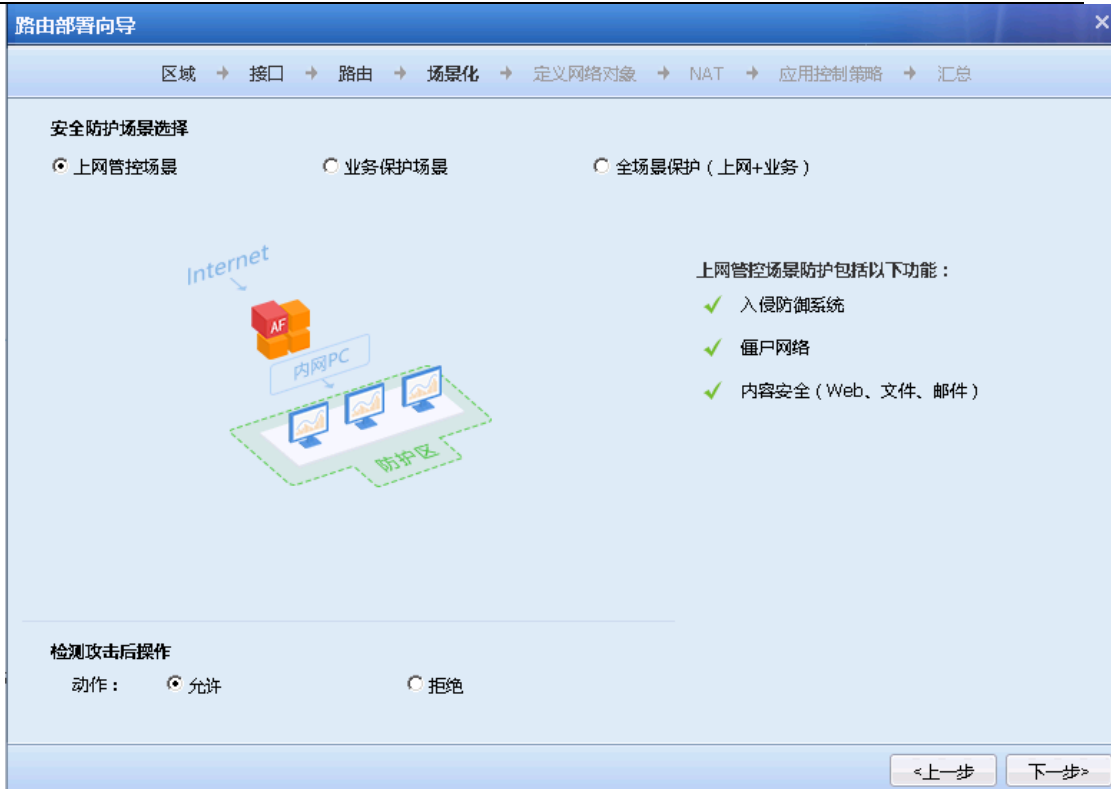 路由部署向导
区域 → 接口 → 路由 → 场景化 → 定义网络对象 → NAT → 应用控制策略 → 汇总
安全防护场景选择
上网管控场景 业务保护场景 全场景保护（上网+业务）
Internet
AF
内网PC
防护区
上网管控场景防护包括以下功能：
入侵防御系统
僵尸网络
内容安全（Web、文件、邮件）
检测攻击后操作
动作： 允许 拒绝
<上一步 下一步>